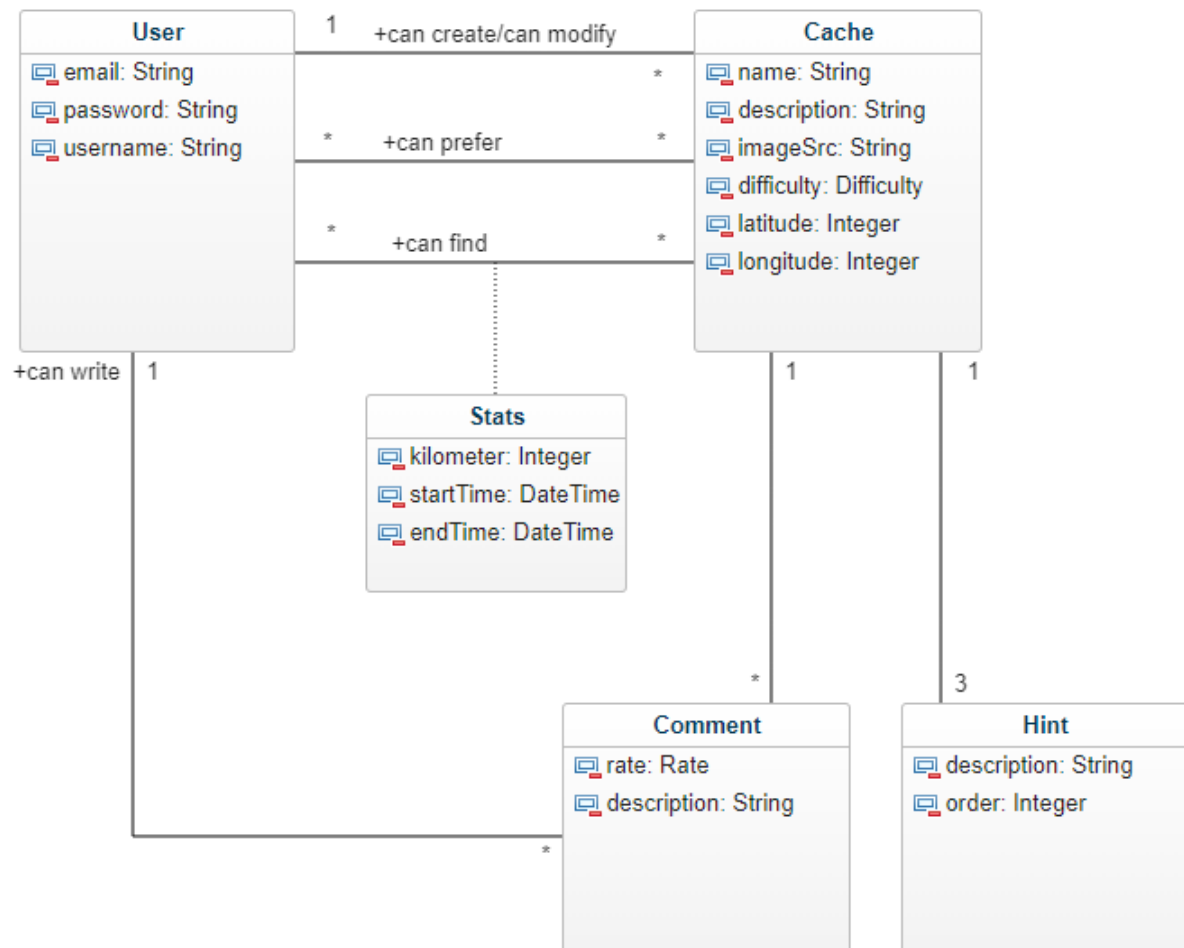 User
email: String
password: String
username: String
1
+can create/can modify
*
*
+can prefer
*
*
+can find
*
Cache
name: String
description: String
imageSrc: String
difficulty: Difficulty
latitude: Integer
longitude: Integer
+can write
1
1
1
Stats
kilometer: Integer
startTime: DateTime
endTime: DateTime
*
3
Comment
rate: Rate
description: String
*
Hint
description: String
order: Integer